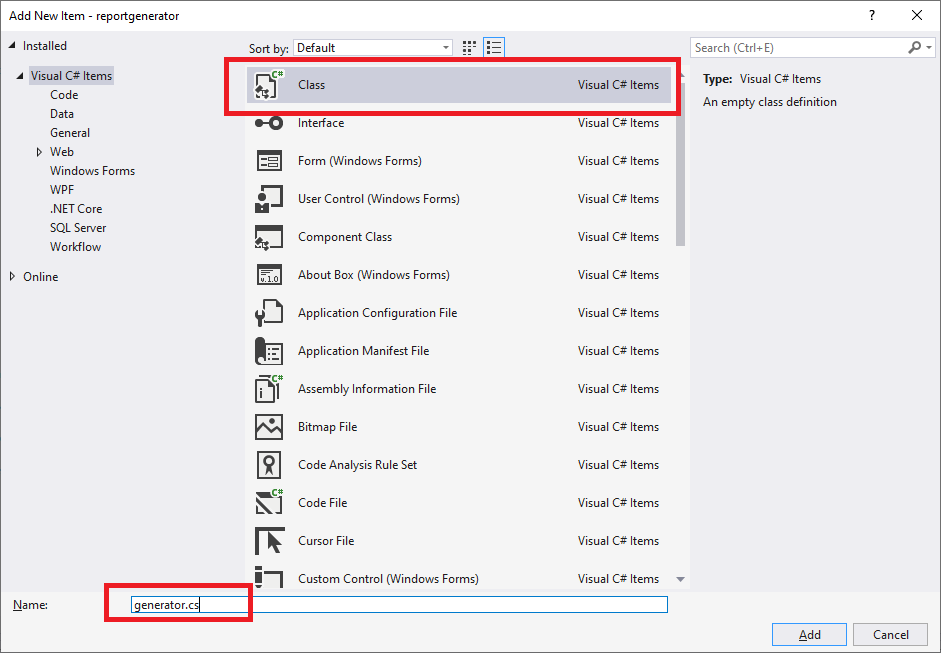 Add New Item - reportgenerator
?
Installed
Sort by: Default
Search (Ctrl+E)
Visual C# Items
Code
Data
General
Web
Windows Forms
WPF
.NET Core
SQL Server
Workflow
Online
C# Class Visual C# Items
Interface Visual C# Items
Form (Windows Forms) Visual C# Items
User Control (Windows Forms) Visual C# Items
Component Class Visual C# Items
v.1.0 About Box (Windows Forms) Visual C# Items
Application Configuration File Visual C# Items
Application Manifest File Visual C# Items
C# Assembly Information File Visual C# Items
Bitmap File Visual C# Items
Code Analysis Rule Set Visual C# Items
C# Code File Visual C# Items
Cursor File Visual C# Items
Custom Control (Windows Forms) Visual C# Items
Type: Visual C# Items
An empty class definition
Name: generator.cs
Add Cancel